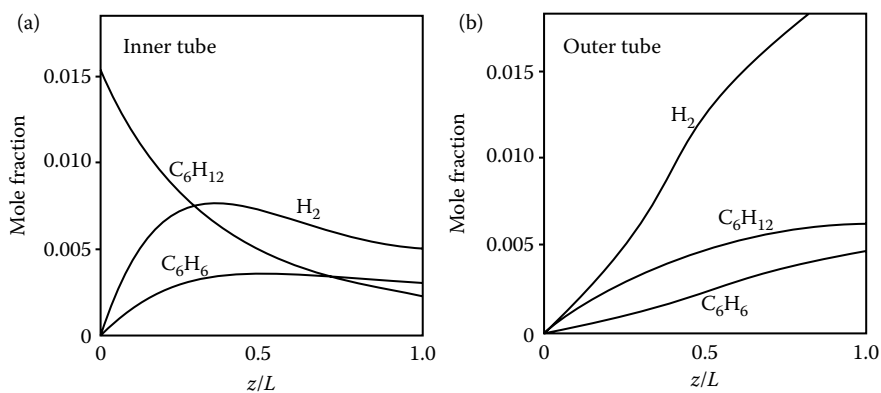 (a)
Inner tube
Mole fraction
0.015
0.010
0.005
0
C₆H₁₂
H₂
C₆H₆
0
0.5
1.0
z/L
(b)
Outer tube
Mole fraction
0.015
0.010
0.005
0
H₂
C₆H₁₂
C₆H₆
0
0.5
1.0
z/L